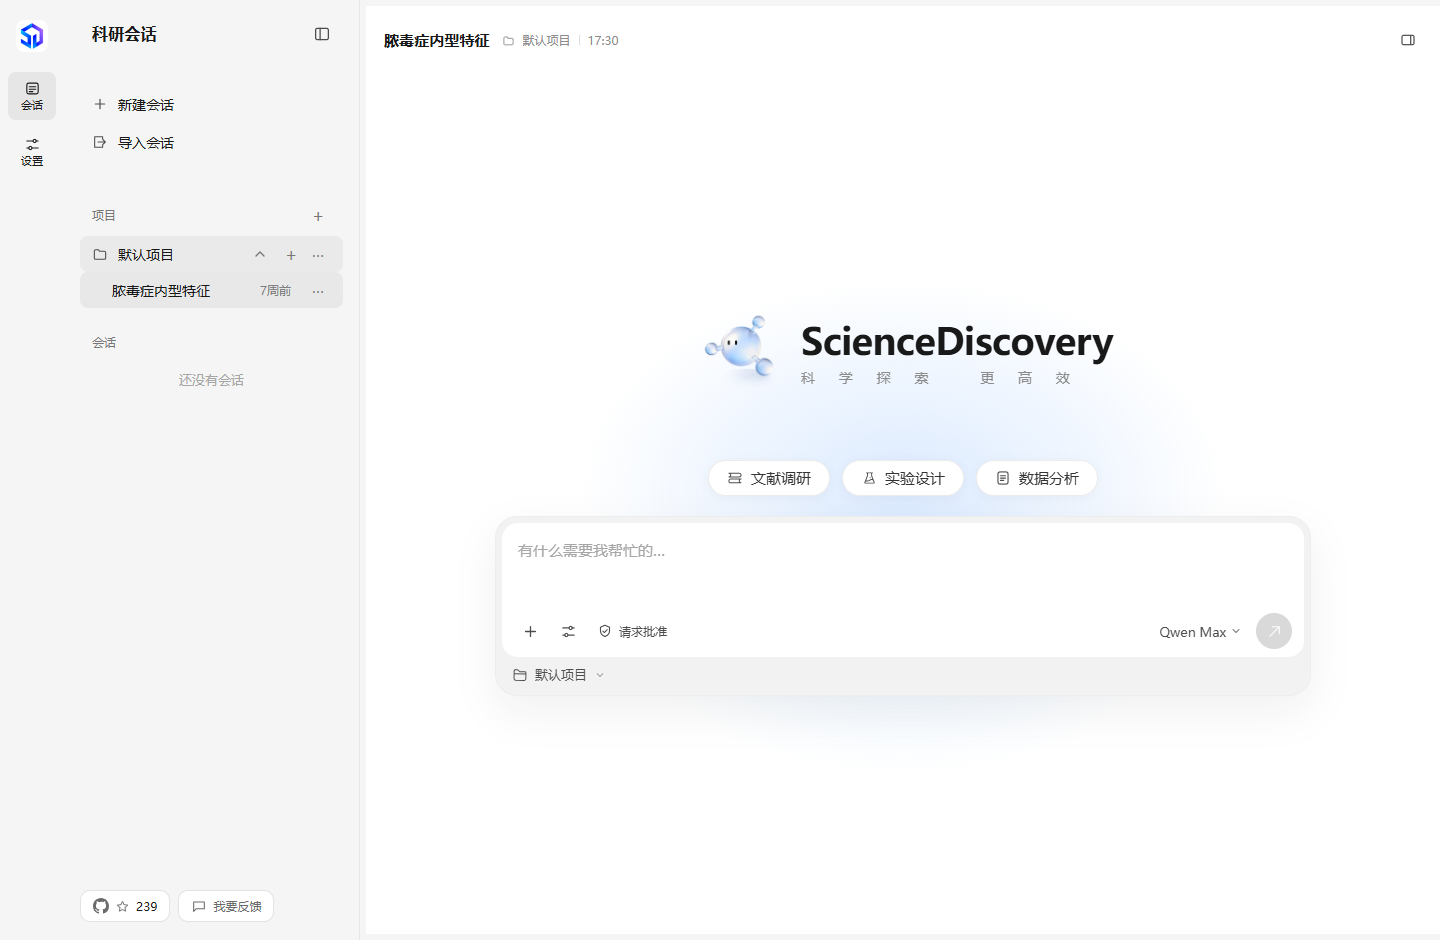 科研会话
会话
设置
新建会话
导入会话
项目
默认项目
脓毒症内型特征 7周前
会话
还没有会话
239
我要反馈
脓毒症内型特征 默认项目 17:30
ScienceDiscovery
科学探索 更高效
文献调研 实验设计 数据分析
有什么需要我帮忙的...
请求批准 Qwen Max
默认项目